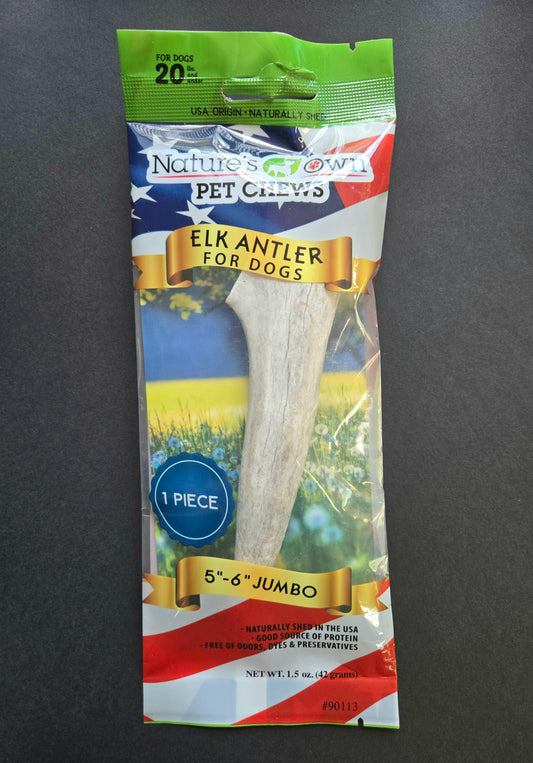 FOR DOGS
20 lbs. and under
USA ORIGIN • NATURALLY SHED
Nature's Own
PET CHEWS
ELK ANTLER
FOR DOGS
1 PIECE
5"-6" JUMBO
- NATURALLY SHED IN THE USA
- GOOD SOURCE OF PROTEIN
- FREE OF ODORS, DYES & PRESERVATIVES
NET WT. 1.5 oz. (42 grams)
#90113